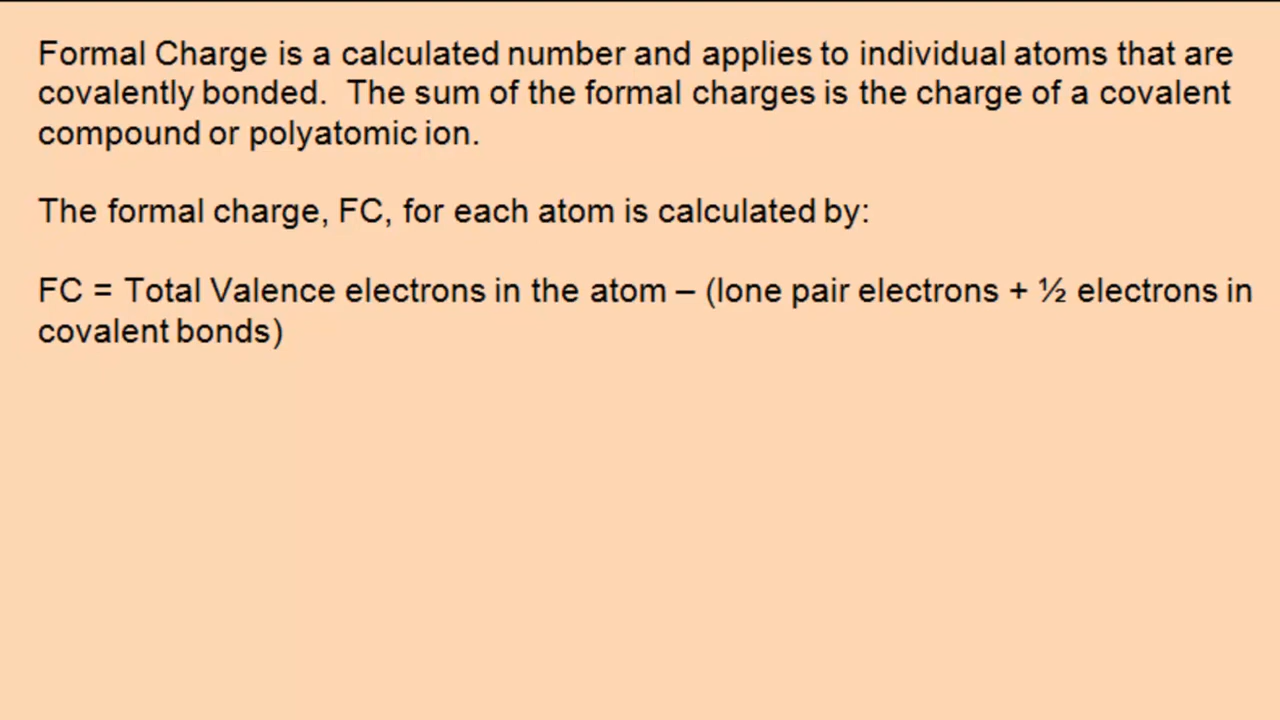 Formal Charge is a calculated number and applies to individual atoms that are
covalently bonded.  The sum of the formal charges is the charge of a covalent
compound or polyatomic ion.
The formal charge, FC, for each atom is calculated by:
FC = Total Valence electrons in the atom – (lone pair electrons + ½ electrons in
covalent bonds)